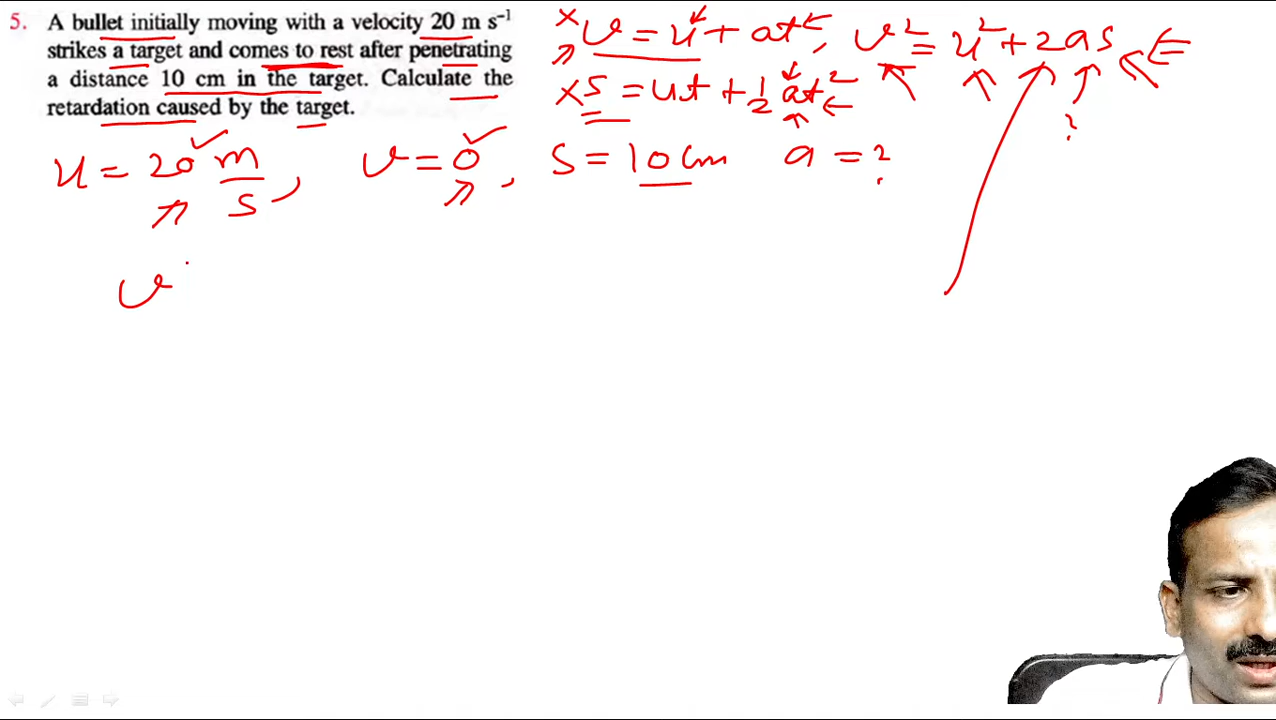 5. A bullet initially moving with a velocity 20 m s⁻¹
strikes a target and comes to rest after penetrating
a distance 10 cm in the target. Calculate the
retardation caused by the target.
v = u + at, v² = u² + 2as
s = ut + ½ at²
?
u = 20 m/s, v = 0, s = 10 cm a = ?
v